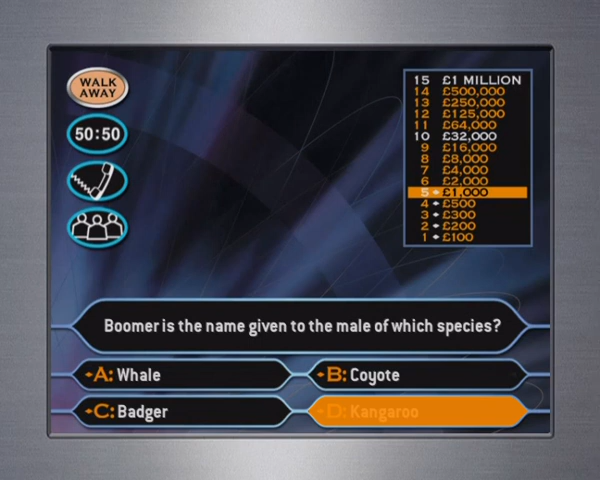 WALK
AWAY
50:50
15 £1 MILLION
14 £500,000
13 £250,000
12 £125,000
11 £64,000
10 £32,000
9 £16,000
8 £8,000
7 £4,000
6 £2,000
5 £1,000
4 £500
3 £300
2 £200
1 £100
Boomer is the name given to the male of which species?
A: Whale
B: Coyote
C: Badger
D: Kangaroo